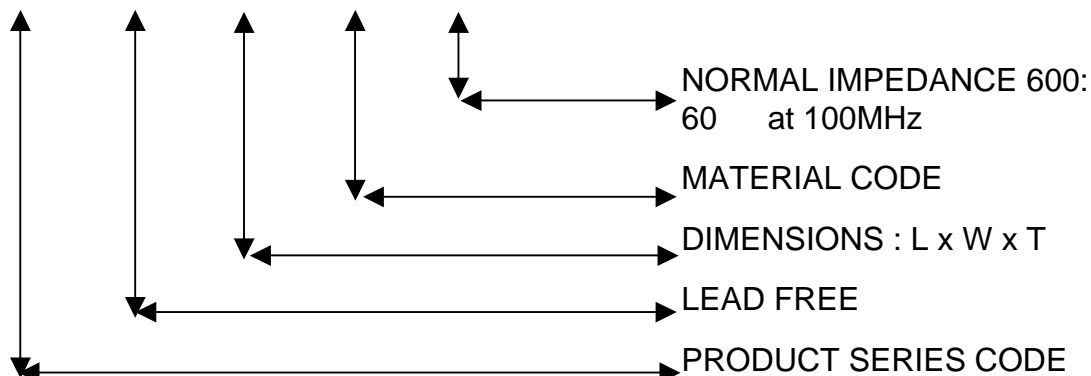 NORMAL IMPEDANCE 600:
60 at 100MHz
MATERIAL CODE
DIMENSIONS : L x W x T
LEAD FREE
PRODUCT SERIES CODE